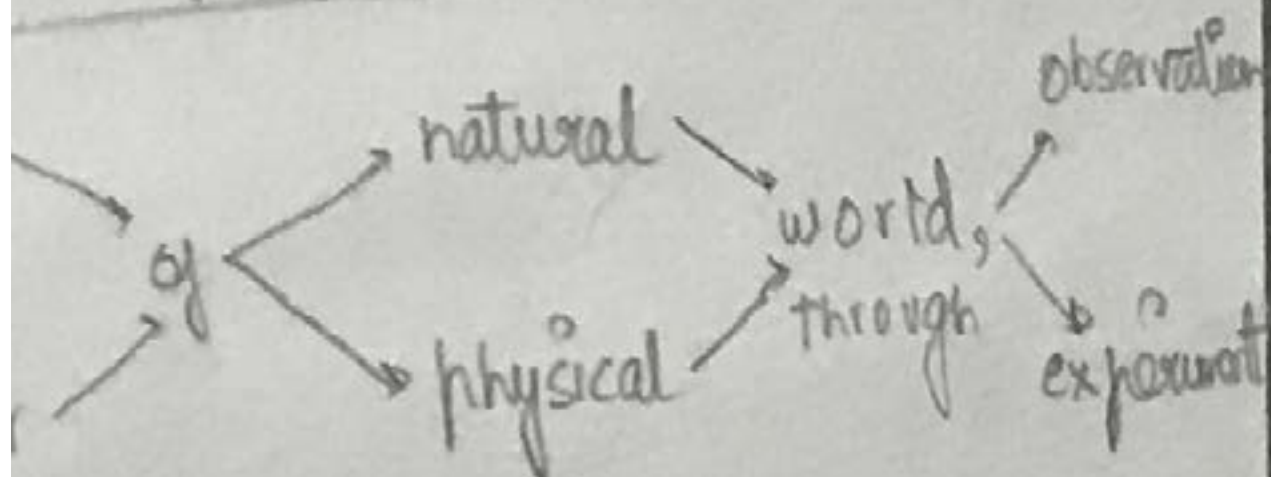 observation
natural
world,
of
through
physical
experiment